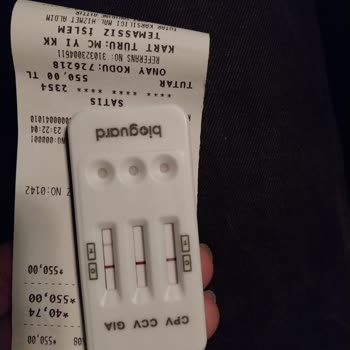 *40,74
*550,00
*550,00
Z NO:0142
23:22:04
SATIS
**** **** **** 2354
TUTAR 550,00 TL
ONAY KODU:726218
KART TURU: MC YI KK
TEMASSIZ ISLEM
CPV CCV GIA
C C
T T
bioguard